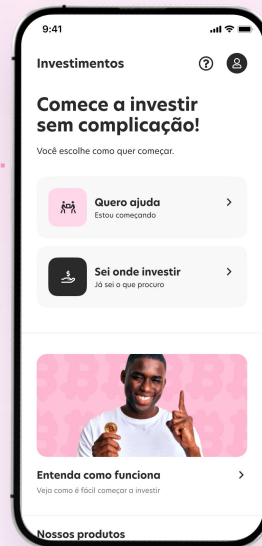 9:41
Investimentos
Comece a investir
sem complicação!
Você escolhe como quer começar.
Quero ajuda
Estou começando
Sei onde investir
Já sei o que procuro
Entenda como funciona
Veja como é fácil começar a investir
Nossos produtos